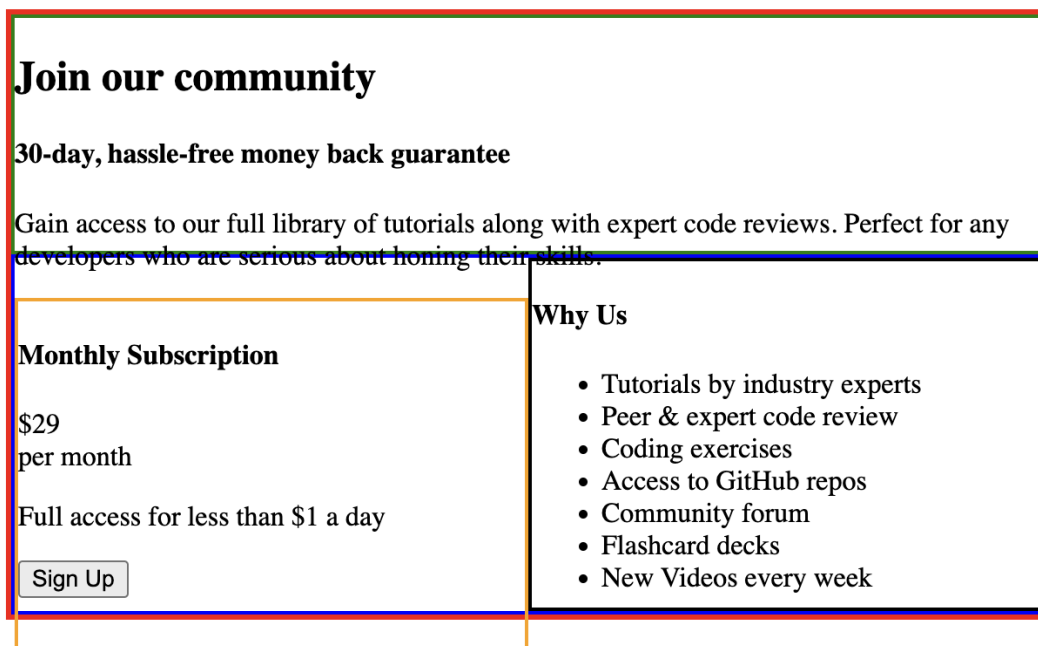 Join our community
30-day, hassle-free money back guarantee
Gain access to our full library of tutorials along with expert code reviews. Perfect for any
developers who are serious about honing their skills.
Monthly Subscription
$29
per month
Full access for less than $1 a day
Sign Up
Why Us
Tutorials by industry experts
Peer & expert code review
Coding exercises
Access to GitHub repos
Community forum
Flashcard decks
New Videos every week